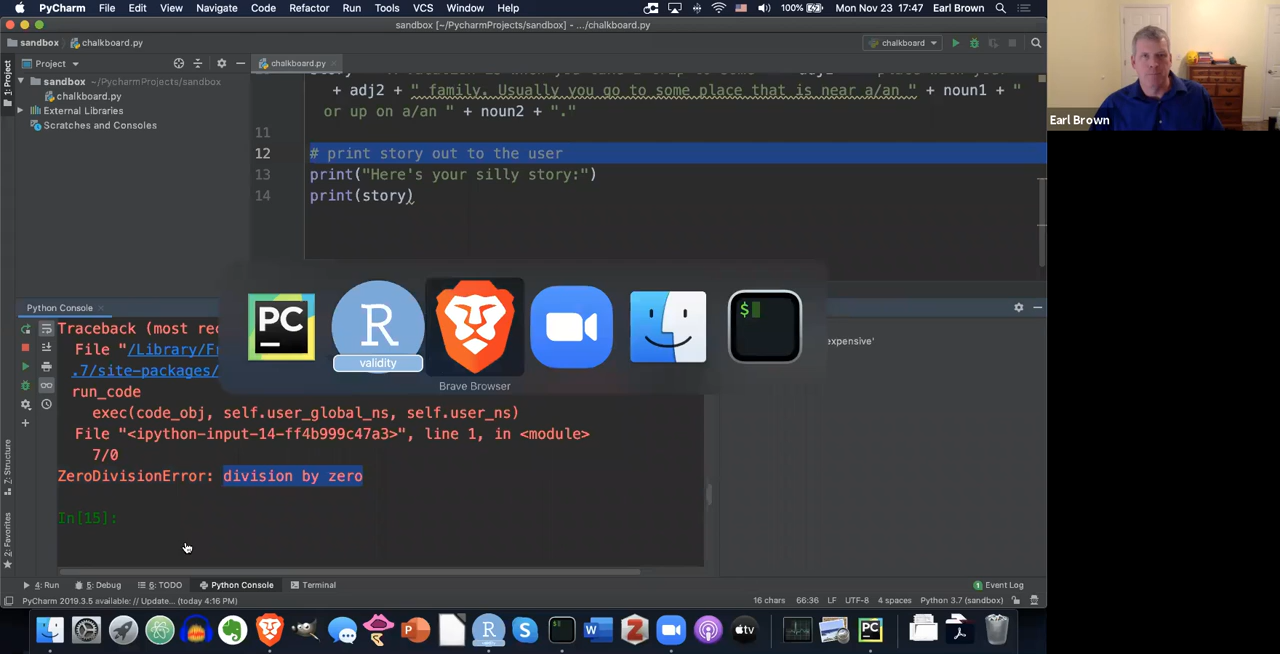 PyCharm File Edit View Navigate Code Refactor Run Tools VCS Window Help 100% Mon Nov 23 17:47 Earl Brown
sandbox [~/PycharmProjects/sandbox] - .../chalkboard.py
sandbox chalkboard.py chalkboard
1: Project
Project
chalkboard.py
sandbox ~/PycharmProjects/sandbox
chalkboard.py
External Libraries
Scratches and Consoles
+ adj2 + " family. Usually you go to some place that is near a/an " + noun1 + "
or up on a/an " + noun2 + "."
11
12 # print story out to the user
13 print("Here's your silly story:")
14 print(story)
Earl Brown
Python Console
Traceback (most rec
File "/Library/Fr
.7/site-packages/
run_code
exec(code_obj, self.user_global_ns, self.user_ns)
File "<ipython-input-14-ff4b999c47a3>", line 1, in <module>
7/0
ZeroDivisionError: division by zero
In[15]:
expensive'
PC
R
validity
Brave Browser
$
7: Structure
2: Favorites
4: Run 5: Debug 6: TODO Python Console Terminal 1 Event Log
PyCharm 2019.3.5 available: // Update... (today 4:16 PM) 16 chars 66:36 LF UTF-8 4 spaces Python 3.7 (sandbox)